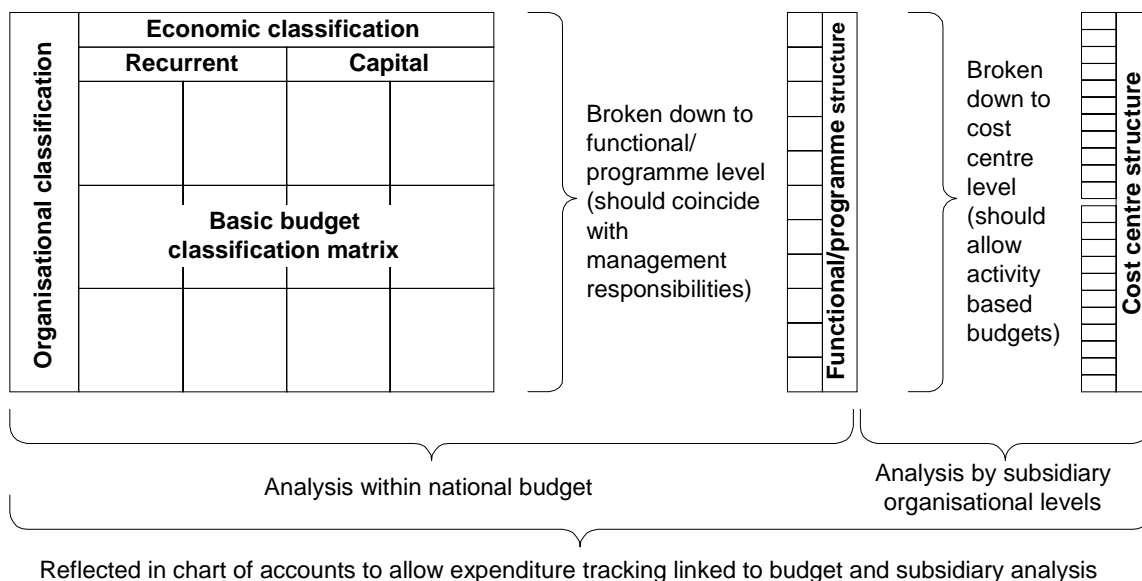 Organisational classification
Economic classification
Recurrent
Capital
Basic budget
classification matrix
Broken down to
functional/
programme level
(should coincide
with
management
responsibilities)
Functional/programme structure
Broken
down to
cost
centre
level
(should
allow
activity
based
budgets)
Cost centre structure
Analysis within national budget
Analysis by subsidiary
organisational levels
Reflected in chart of accounts to allow expenditure tracking linked to budget and subsidiary analysis